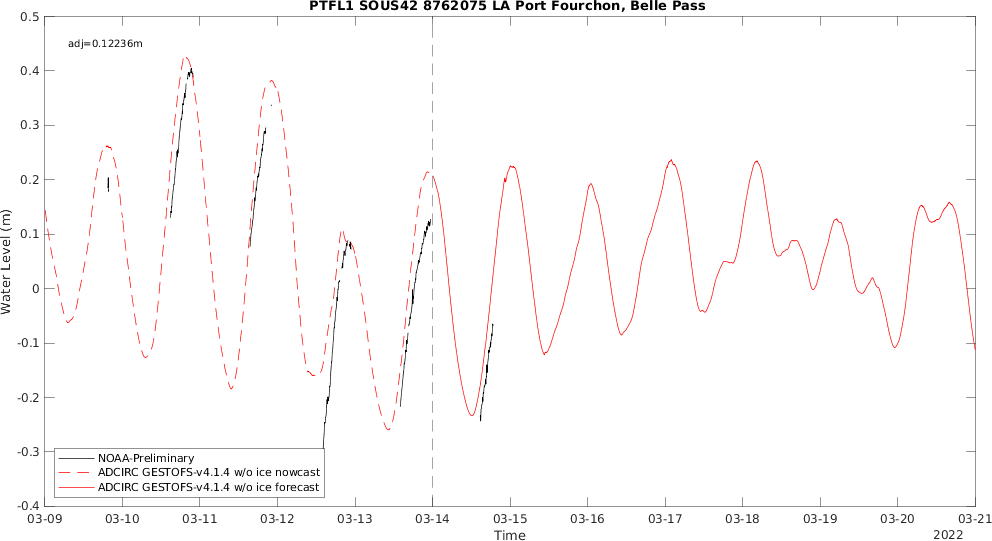 PTFL1 SOUS42 8762075 LA Port Fourchon, Belle Pass
adj=0.12236m
0.5
0.4
0.3
0.2
0.1
0
-0.1
-0.2
-0.3
-0.4
Water Level (m)
NOAA-Preliminary
ADCIRC GESTOFS-v4.1.4 w/o ice nowcast
ADCIRC GESTOFS-v4.1.4 w/o ice forecast
03-09 03-10 03-11 03-12 03-13 03-14 03-15 03-16 03-17 03-18 03-19 03-20 03-21
Time
2022